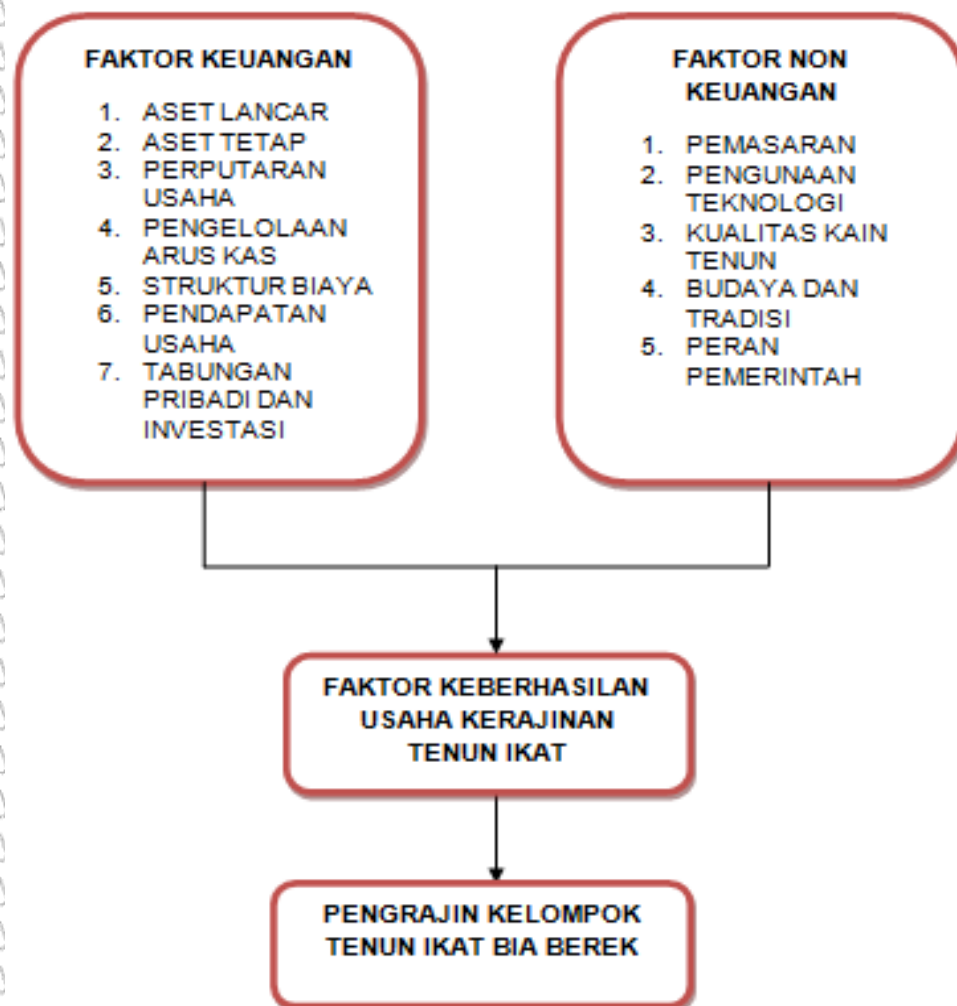 FAKTOR KEUANGAN
1. ASET LANCAR
2. ASET TETAP
3. PERPUTARAN
USAHA
4. PENGELOLAAN
ARUS KAS
5. STRUKTUR BIAYA
6. PENDAPATAN
USAHA
7. TABUNGAN
PRIBADI DAN
INVESTASI
FAKTOR NON
KEUANGAN
1. PEMASARAN
2. PENGUNAAN
TEKNOLOGI
3. KUALITAS KAIN
TENUN
4. BUDAYA DAN
TRADISI
5. PERAN
PEMERINTAH
FAKTOR KEBERHASILAN
USAHA KERAJINAN
TENUN IKAT
PENGRAJIN KELOMPOK
TENUN IKAT BIA BEREK